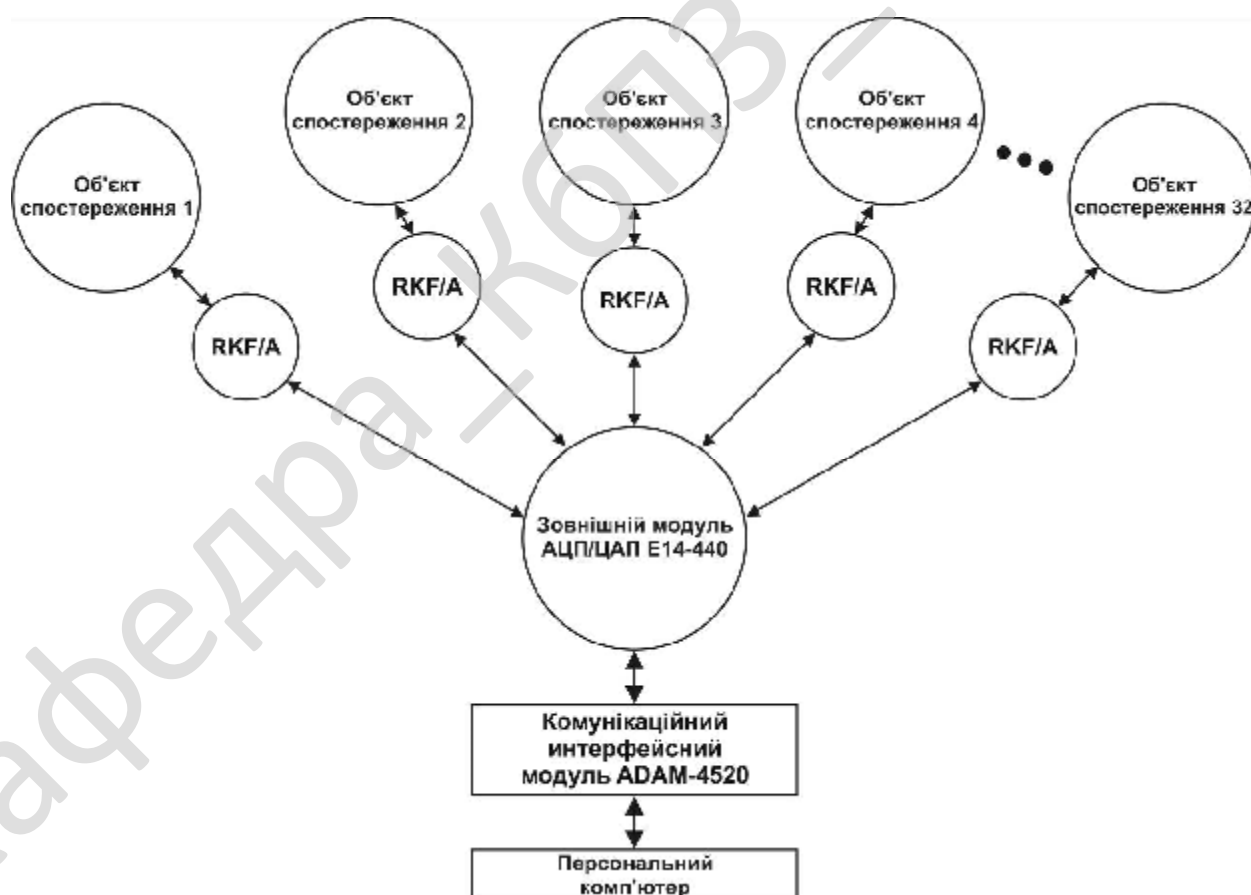 Об'єкт
спостереження 1
Об'єкт
спостереження 2
Об'єкт
спостереження 3
Об'єкт
спостереження 4
Об'єкт
спостереження 32
RKF/A
RKF/A
RKF/A
RKF/A
RKF/A
Зовнішній модуль
АЦП/ЦАП E14-440
Комунікаційний
интерфейсний
модуль ADAM-4520
Персональний
комп'ютер
афедра_КбПЗ_